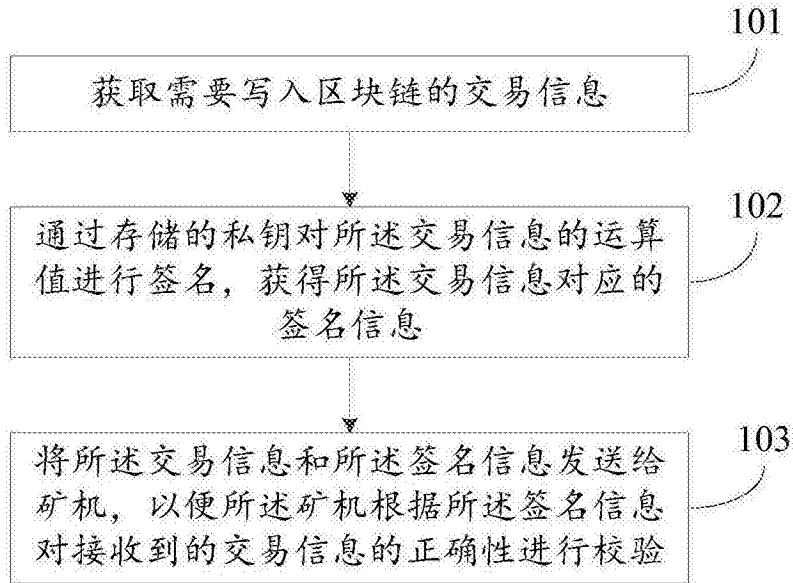 101
获取需要写入区块链的交易信息
102
通过存储的私钥对所述交易信息的运算
值进行签名，获得所述交易信息对应的
签名信息
103
将所述交易信息和所述签名信息发送给
矿机，以便所述矿机根据所述签名信息
对接收到的交易信息的正确性进行校验